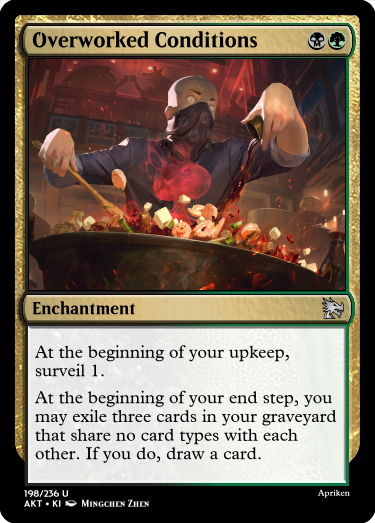 Overworked Conditions
Enchantment
At the beginning of your upkeep,
surveil 1.
At the beginning of your end step, you
may exile three cards in your graveyard
that share no card types with each
other. If you do, draw a card.
198/236 U
Apriken
AKT • KI Mingchen Zhen